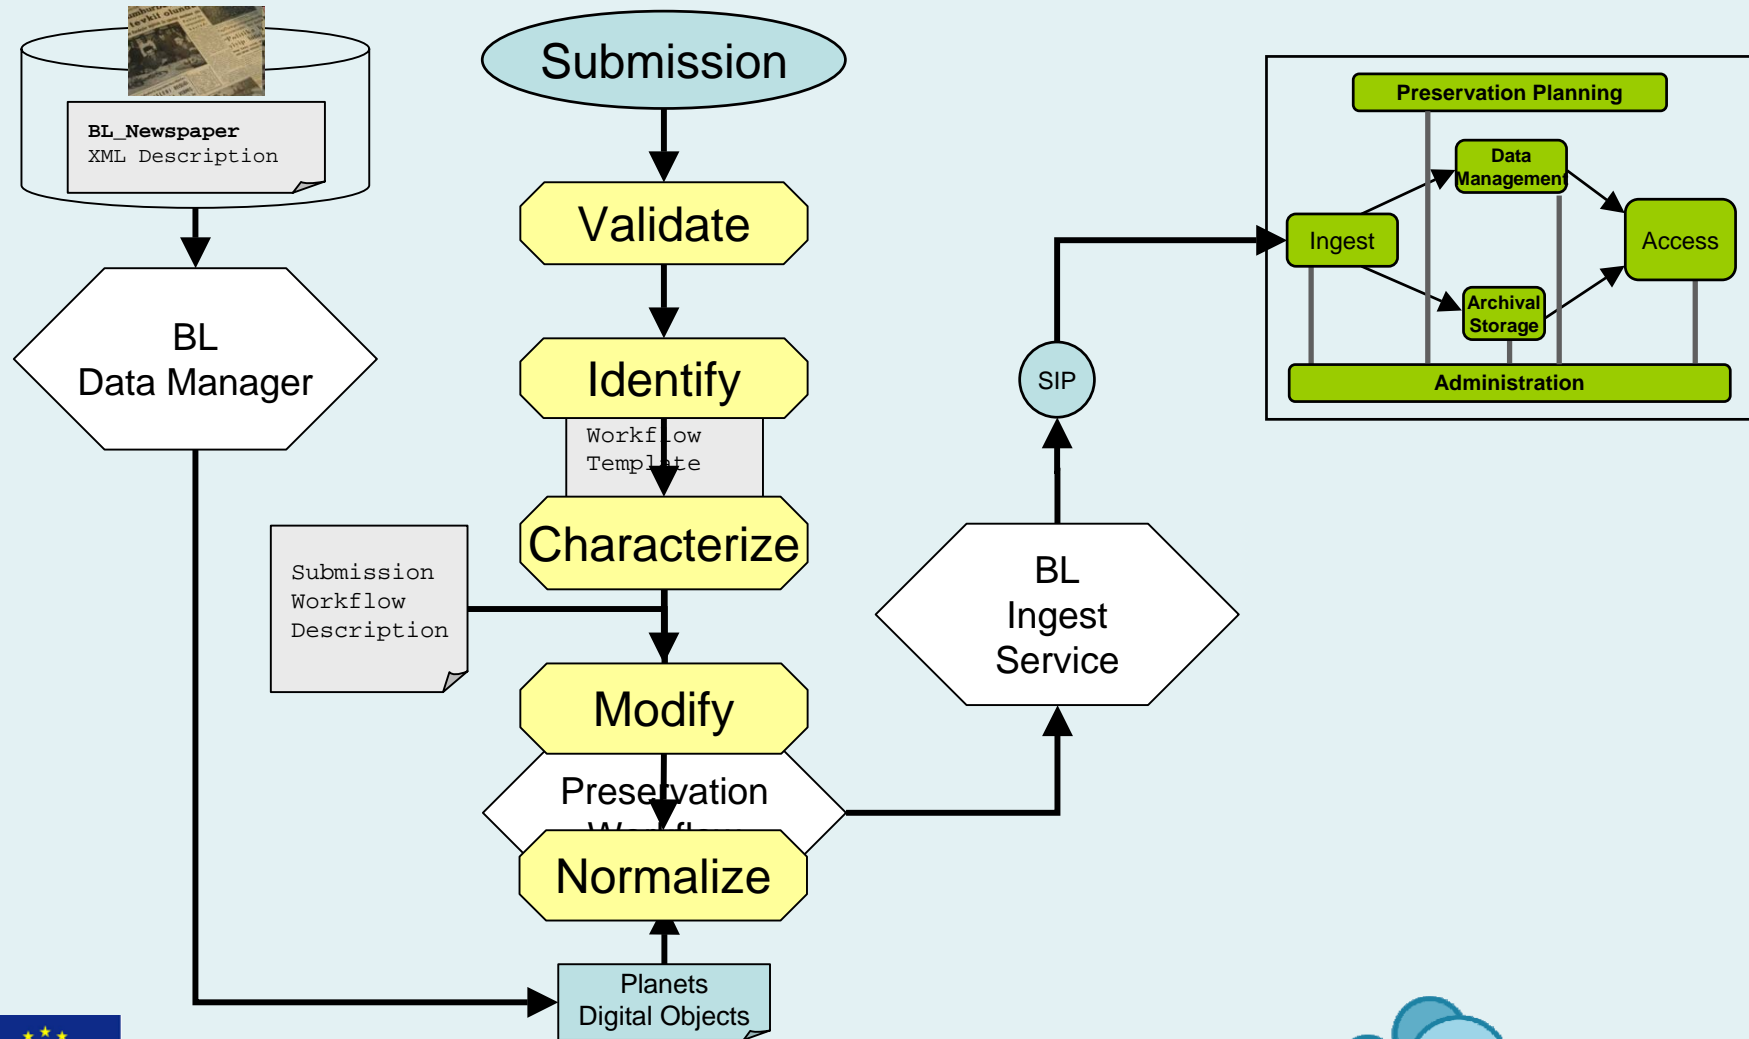 BL_Newspaper
XML Description
BL
Data Manager
Submission
Validate
Identify
Workflow
Template
Characterize
Submission
Workflow
Description
Modify
Preservation
Normalize
Planets
Digital Objects
SIP
BL
Ingest
Service
Preservation Planning
Data
Management
Ingest
Access
Archival
Storage
Administration